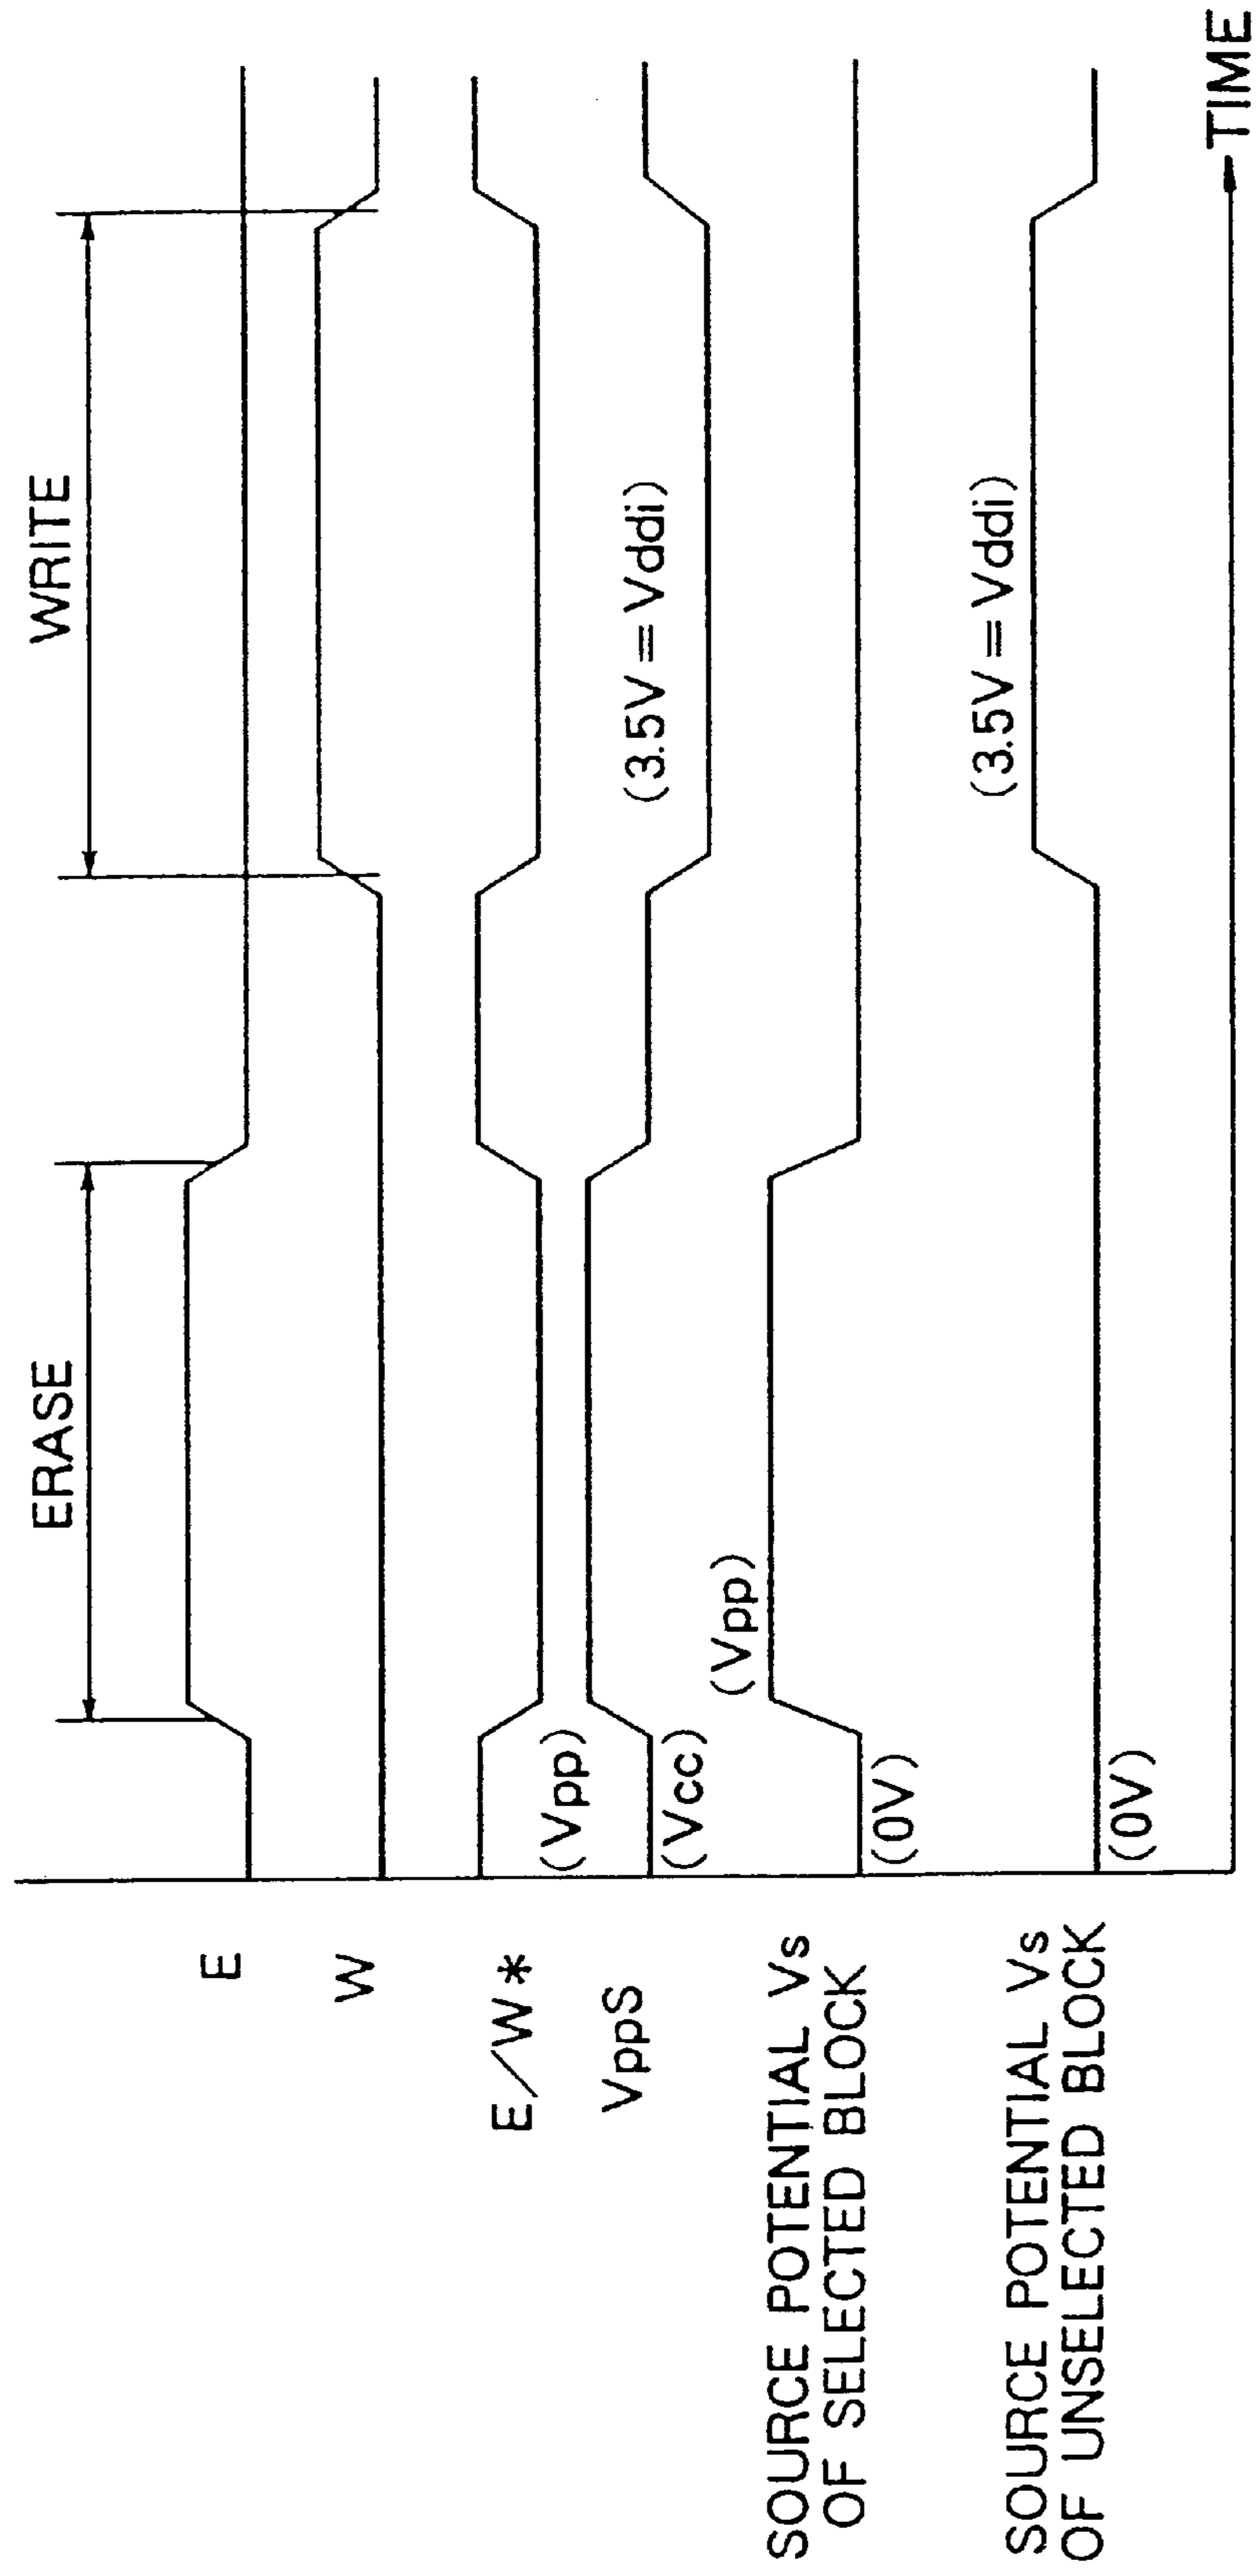 ERASE
WRITE
E
W
E/W*
(Vpp)
VppS
(Vcc)
(3.5V=Vddi)
SOURCE POTENTIAL Vs
OF SELECTED BLOCK
(0V)
(Vpp)
SOURCE POTENTIAL Vs
OF UNSELECTED BLOCK
(0V)
(3.5V=Vddi)
TIME